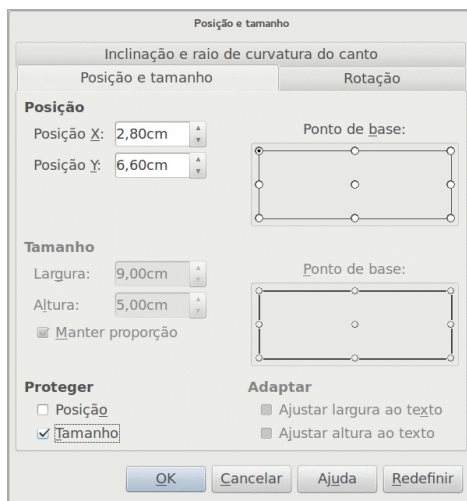 Posição e tamanho
Inclinação e raio de curvatura do canto
Posição e tamanho
Rotação
Posição
Posição X: 2,80cm
Ponto de base:
Posição Y: 6,60cm
Tamanho
Largura: 9,00cm
Ponto de base:
Altura: 5,00cm
Manter proporção
Proteger
Adaptar
Posição
Ajustar largura ao texto
Tamanho
Ajustar altura ao texto
OK
Cancelar
Ajuda
Redefinir